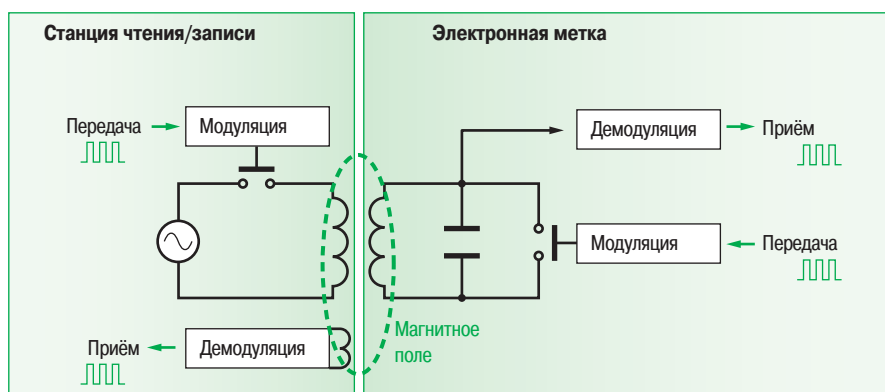 Станция чтения/записи
Передача
Модуляция
Приём
Демодуляция
Магнитное
поле
Электронная метка
Демодуляция
Приём
Модуляция
Передача